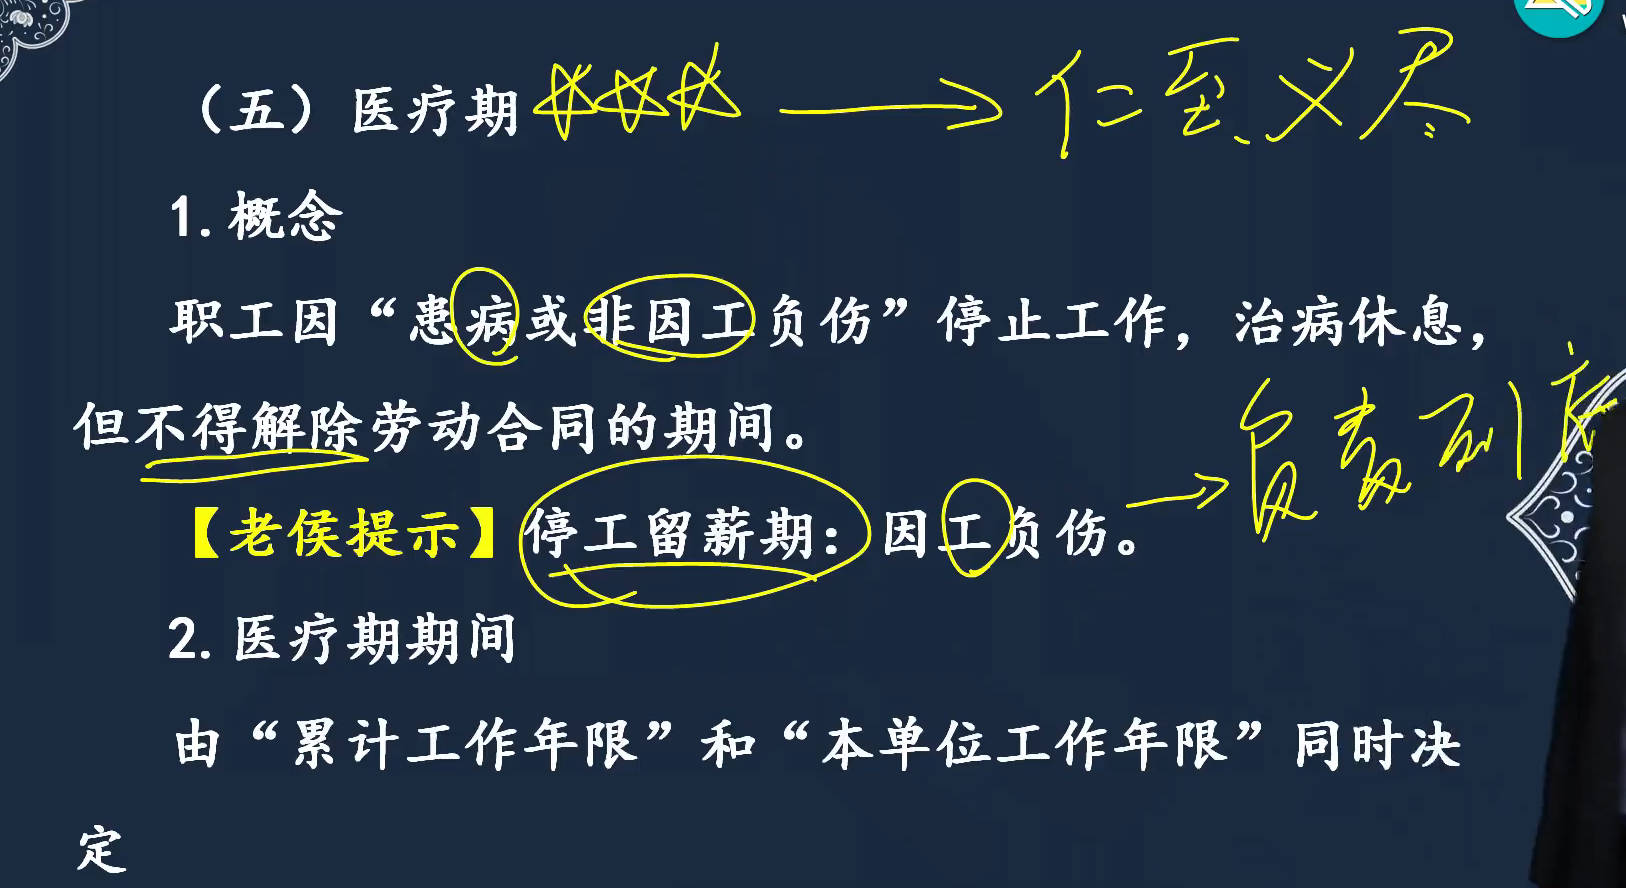 （五）医疗期 仁至义尽
1.概念
职工因“患病或非因工负伤”停止工作，治病休息，
但不得解除劳动合同的期间。
【老侯提示】停工留薪期：因工负伤。 负责到底
2.医疗期期间
由“累计工作年限”和“本单位工作年限”同时决
定